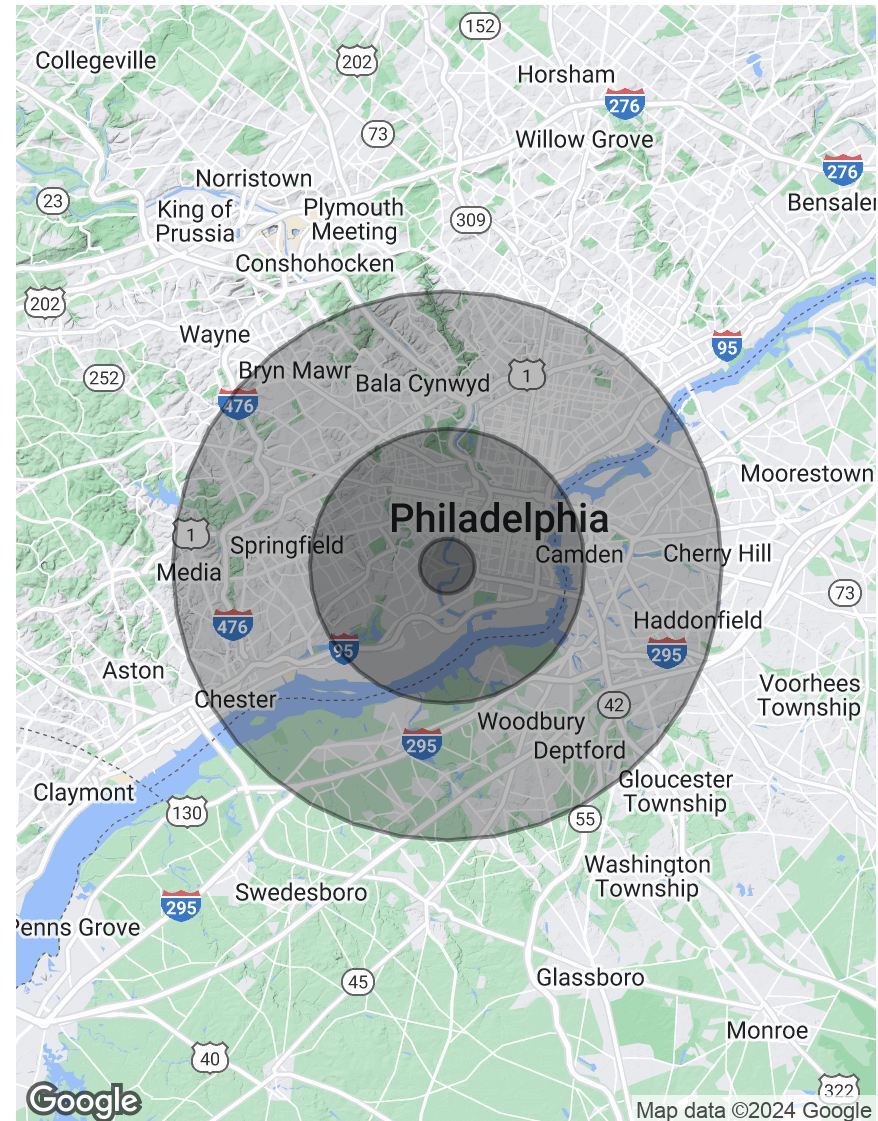 152
Collegeville
202
Horsham
276
73
Willow Grove
276
Norristown
23
King of
Prussia
Plymouth
Meeting
309
Bensaler
Conshohocken
202
Wayne
95
252
Bryn Mawr
Bala Cynwyd
1
476
Moorestown
Philadelphia
1
Springfield
Camden
Cherry Hill
Media
73
476
Haddonfield
95
295
Aston
Voorhees
Township
Chester
42
Woodbury
295
Deptford
Gloucester
Township
Claymont
130
55
Washington
Township
Swedesboro
295
Penns Grove
45
Glassboro
Monroe
40
322
Google
Map data ©2024 Google